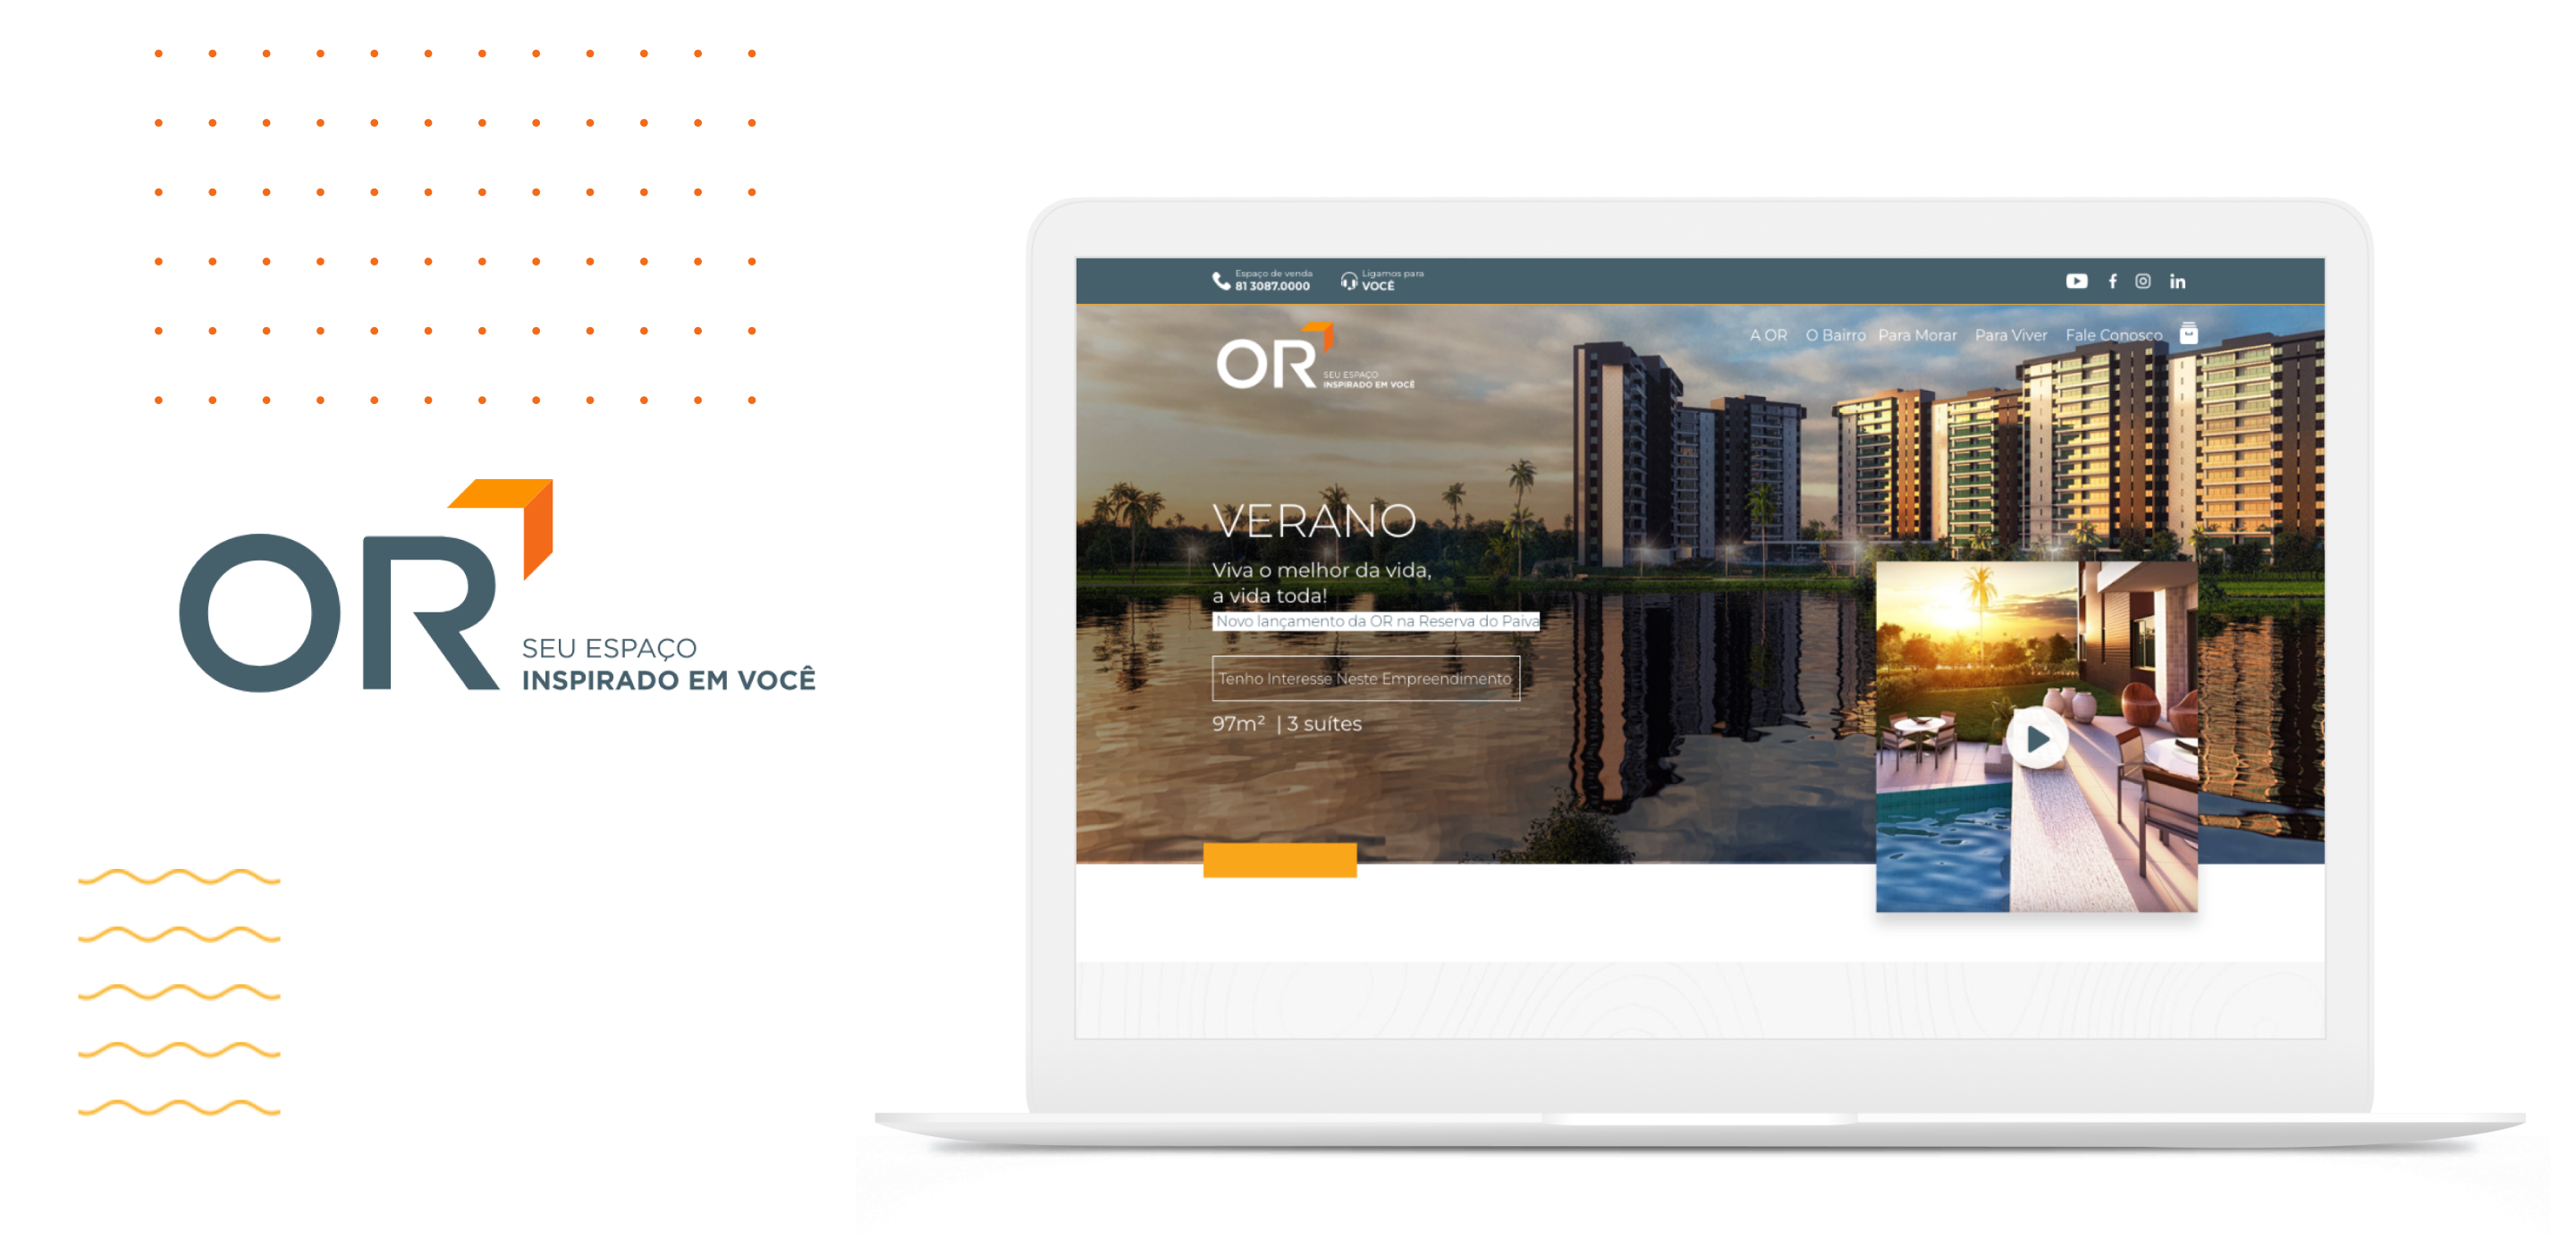 OR
SEU ESPAÇO
INSPIRADO EM VOCÊ
Espaço de venda
81 3087.0000
Ligamos para
VOCÊ
OR
SEU ESPAÇO
INSPIRADO EM VOCÊ
A OR O Bairro Para Morar Para Viver Fale Conosco
VERANO
Viva o melhor da vida,
a vida toda!
Novo lançamento da OR na Reserva do Paiva
Tenho Interesse Neste Empreendimento
97m² | 3 suítes